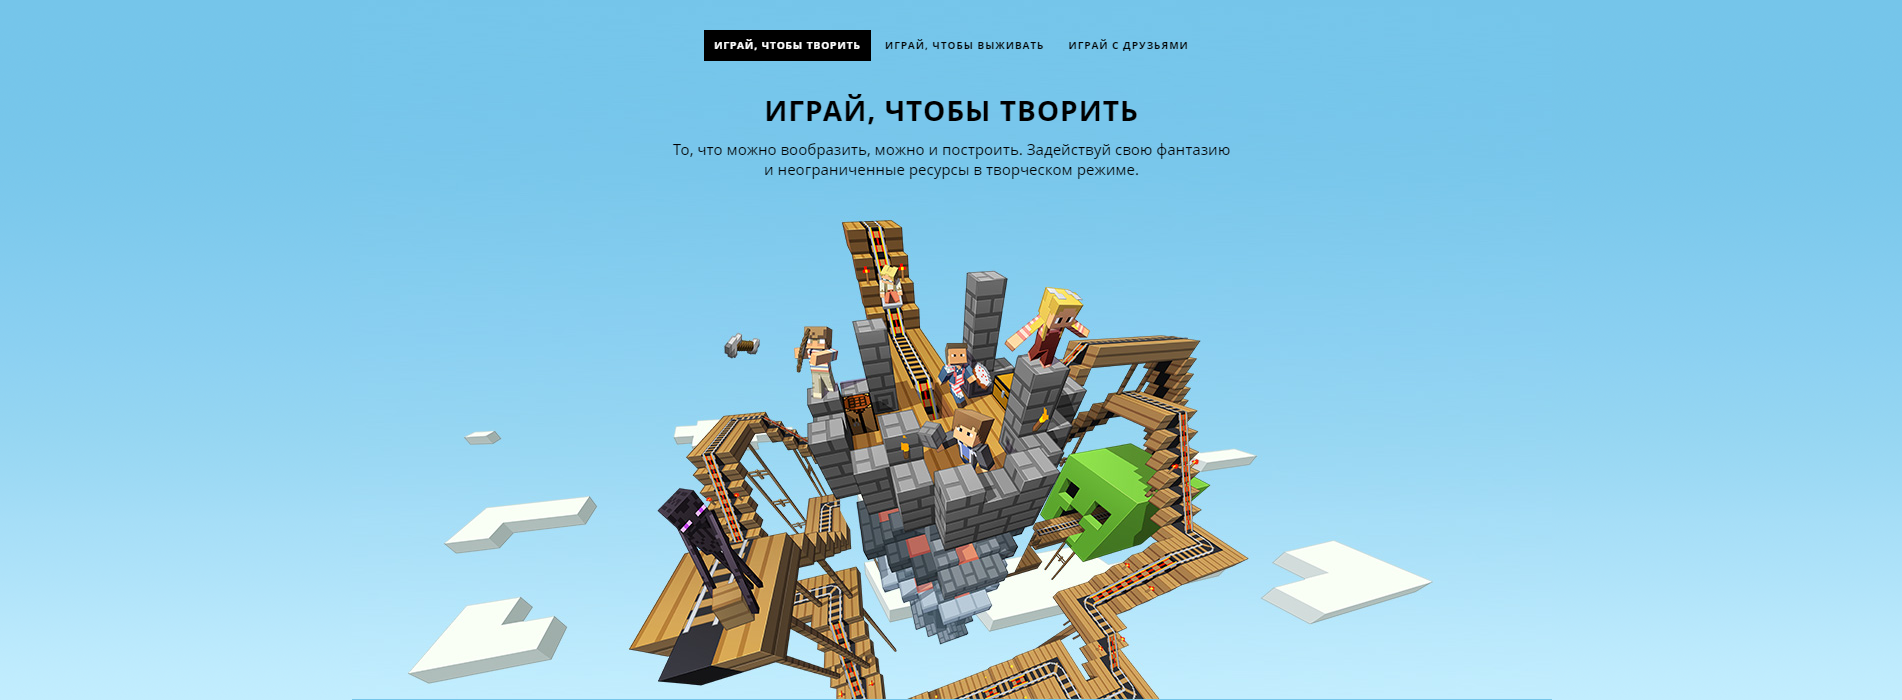 ИГРАЙ, ЧТОБЫ ТВОРИТЬ ИГРАЙ, ЧТОБЫ ВЫЖИВАТЬ ИГРАЙ С ДРУЗЬЯМИ
ИГРАЙ, ЧТОБЫ ТВОРИТЬ
То, что можно вообразить, можно и построить. Задействуй свою фантазию
и неограниченные ресурсы в творческом режиме.